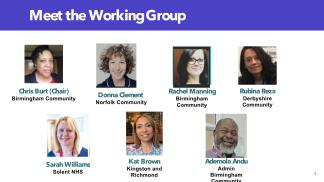 Meet the Working Group
Chris Burt (Chair)
Birmingham Community
Donna Clement
Norfolk Community
Rachel Manning
Birmingham
Community
Rubina Reza
Derbyshire
Community
Sarah Williams
Solent NHS
Kat Brown
Kingston and
Richmond
Ademola Andu
Admin
Birmingham
Community